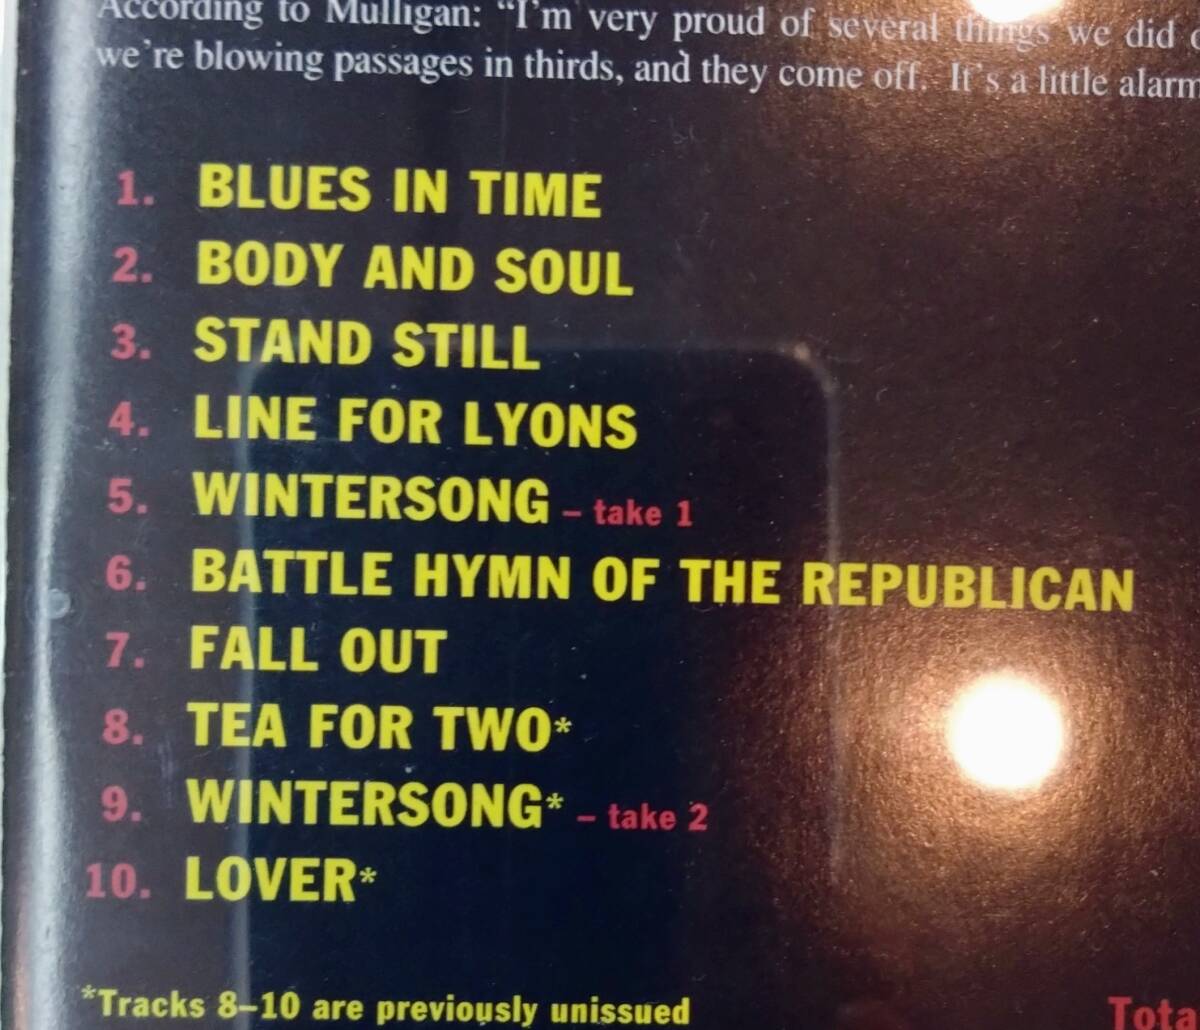 According to Mulligan: “I’m very proud of several things we did
we’re blowing passages in thirds, and they come off. It’s a little
1. BLUES IN TIME
2. BODY AND SOUL
3. STAND STILL
4. LINE FOR LYONS
5. WINTERSONG – take 1
6. BATTLE HYMN OF THE REPUBLICAN
7. FALL OUT
8. TEA FOR TWO*
9. WINTERSONG* – take 2
10. LOVER*
*Tracks 8–10 are previously unissued